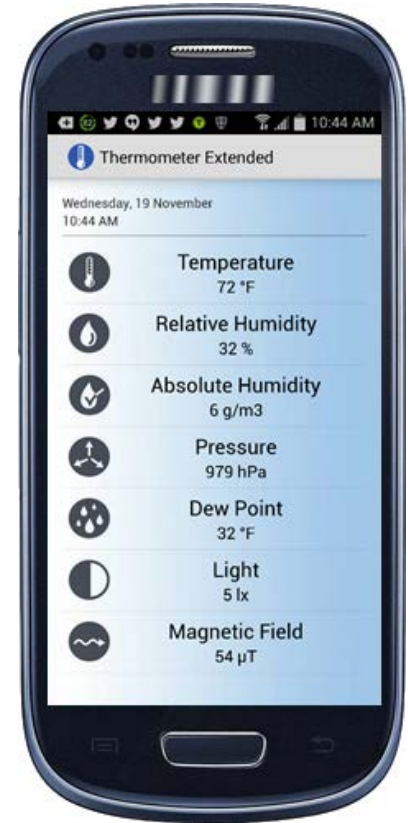 10:44 AM
Thermometer Extended
Wednesday, 19 November
10:44 AM
Temperature
72 °F
Relative Humidity
32 %
Absolute Humidity
6 g/m3
Pressure
979 hPa
Dew Point
32 °F
Light
5 lx
Magnetic Field
54 µT